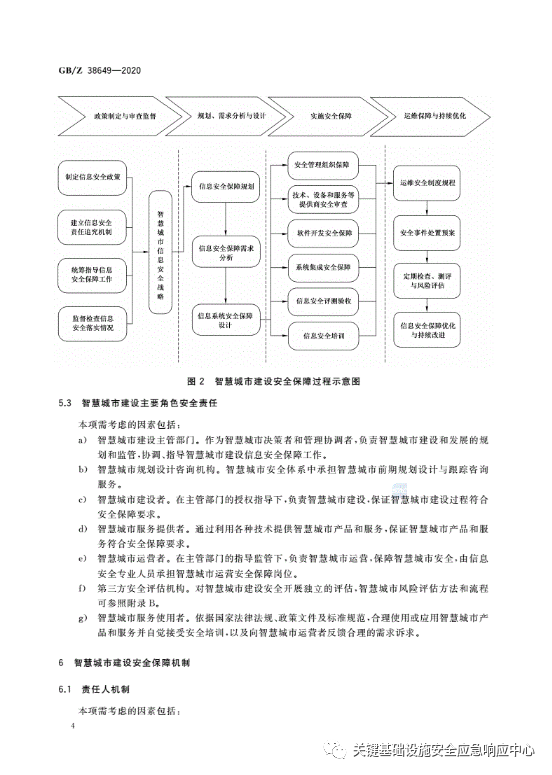 GB/Z 38649—2020
政策制定与审查监督
规划、需求分析与设计
实施安全保障
运维保障与持续优化
制定信息安全政策
建立信息安全
责任追究机制
统筹指导信息
安全保障工作
监督检查信息
安全落实情况
智慧城市信息安全战略
信息安全保障规划
信息安全保障需求
分析
信息系统安全保障
设计
安全管理组织保障
技术、设备和服务等
提供商安全审查
软件开发安全保障
系统集成安全保障
信息安全评测验收
信息安全培训
运维安全制度规程
安全事件处置预案
定期检查、测评
与风险评估
信息安全保障优化
与持续改进
图 2 智慧城市建设安全保障过程示意图
5.3 智慧城市建设主要角色安全责任
本项需考虑的因素包括:
a) 智慧城市建设主管部门。作为智慧城市决策者和管理协调者,负责智慧城市建设和发展的规
划和监管,协调、指导智慧城市建设信息安全保障工作。
b) 智慧城市规划设计咨询机构。智慧城市安全体系中承担智慧城市前期规划设计与跟踪咨询
服务。
c) 智慧城市建设者。在主管部门的授权指导下,负责智慧城市建设,保证智慧城市建设过程符合
安全保障要求。
d) 智慧城市服务提供者。通过利用各种技术提供智慧城市产品和服务,保证智慧城市产品和服
务符合安全保障要求。
e) 智慧城市运营者。在主管部门的指导监管下,负责智慧城市运营,保障智慧城市安全,由信息
安全专业人员承担智慧城市运营安全保障岗位。
f) 第三方安全评估机构。对智慧城市建设安全开展独立的评估,智慧城市风险评估方法和流程
可参照附录 B。
g) 智慧城市服务使用者。依据国家法律法规、政策文件及标准规范,合理使用或应用智慧城市产
品和服务并自觉接受安全培训,以及向智慧城市运营者反馈合理的需求诉求。
6 智慧城市建设安全保障机制
6.1 责任人机制
本项需考虑的因素包括:
4
关键基础设施安全应急响应中心